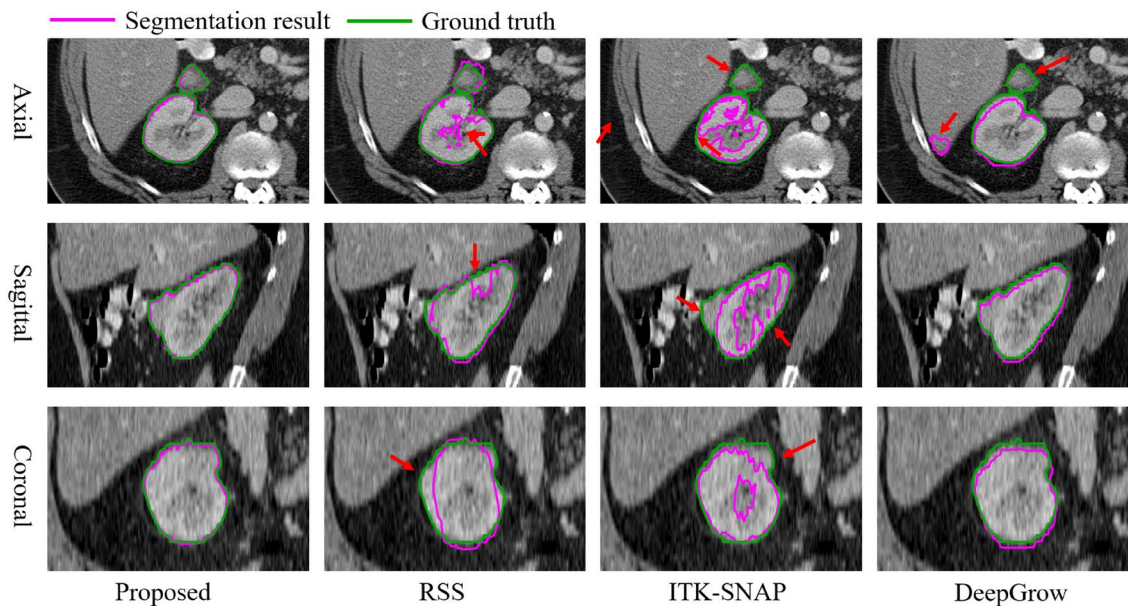 Segmentation result Ground truth
Axial
Sagittal
Coronal
Proposed RSS ITK-SNAP DeepGrow